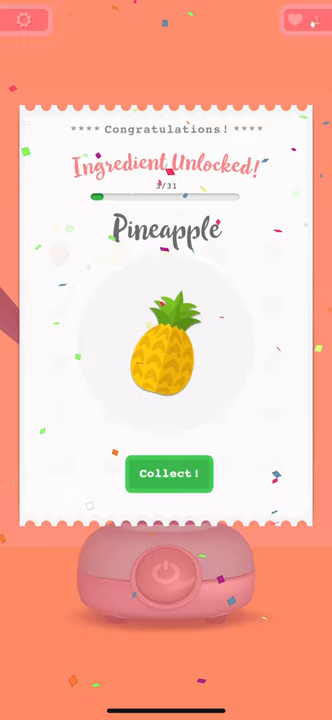 **** Congratulations! ****
Ingredient Unlocked!
3/31
Pineapple
Collect!